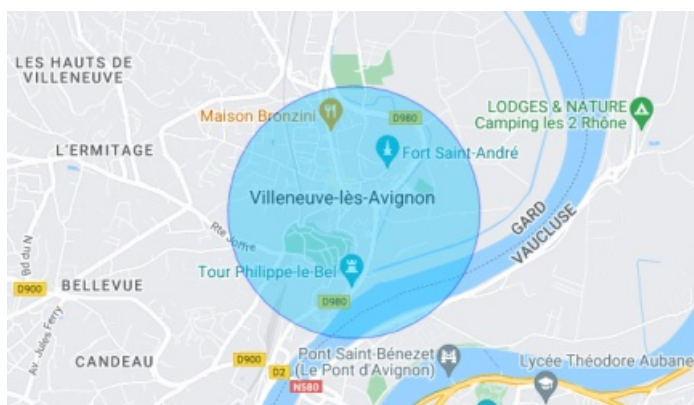 LES HAUTS DE
VILLENEUVE
Maison Bronzini
D980
LODGES & NATURE
Camping les 2 Rhône
L'ERMITAGE
Fort Saint-André
Villeneuve-lès-Avignon
GARD
VAUCLUSE
Rte Joffre
Bd du N
Tour Philippe-le-Bel
BELLEVUE
D900
D980
Av. Jules Ferry
CANDEAU
D900
D2
N580
Pont Saint-Bénezet
(Le Pont d'Avignon)
Lycée Théodore Aubane